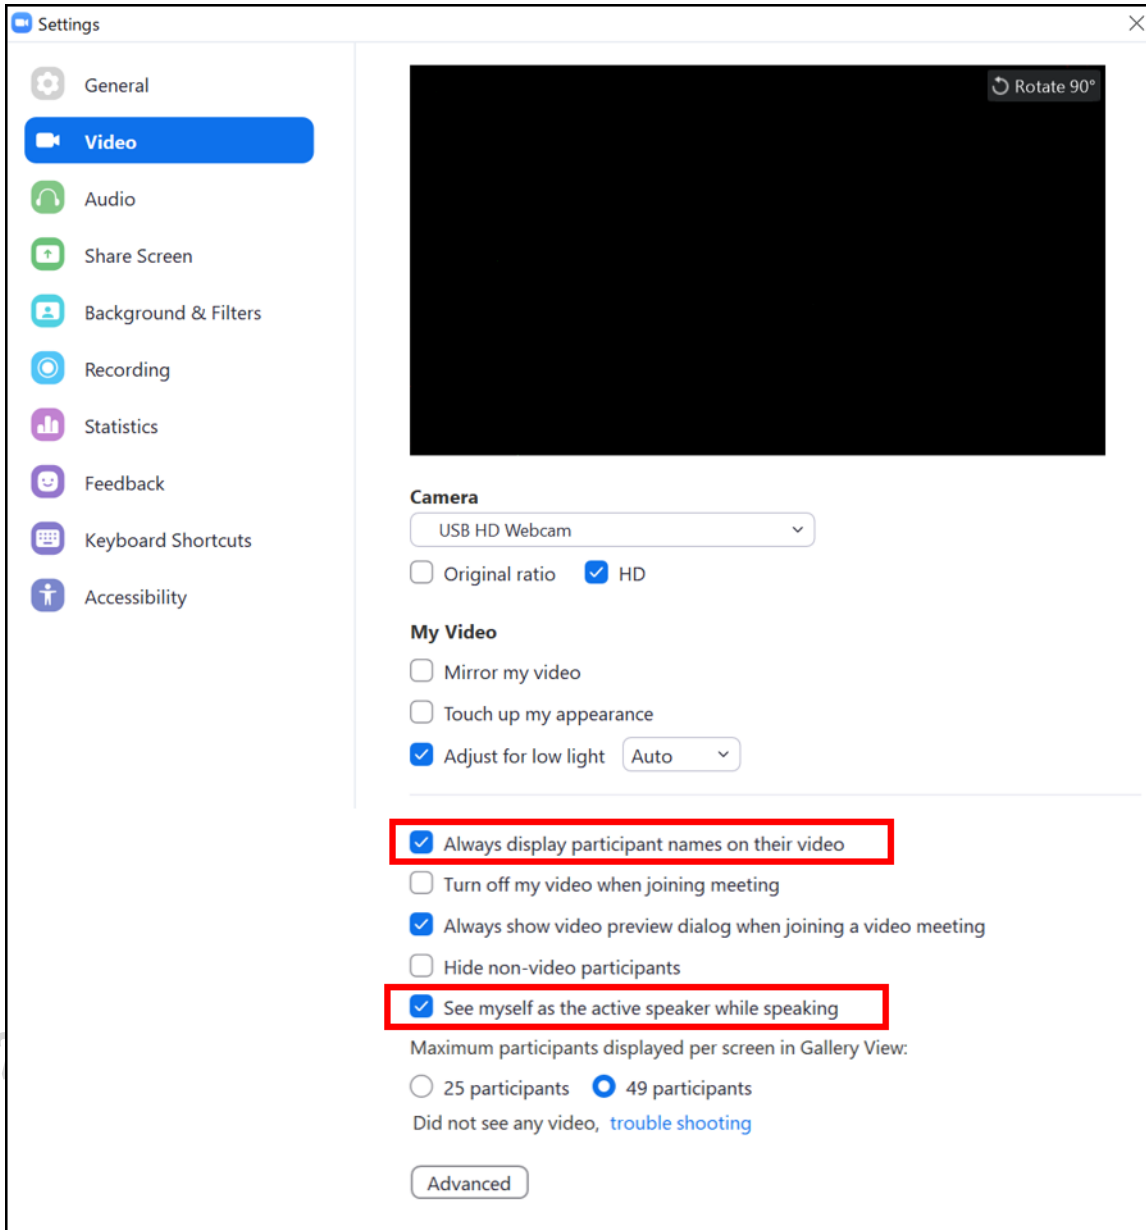 Settings
General
Rotate 90°
Video
Audio
Share Screen
Background & Filters
Recording
Statistics
Feedback
Keyboard Shortcuts
Accessibility
Camera
USB HD Webcam
Original ratio HD
My Video
Mirror my video
Touch up my appearance
Adjust for low light Auto
Always display participant names on their video
Turn off my video when joining meeting
Always show video preview dialog when joining a video meeting
Hide non-video participants
See myself as the active speaker while speaking
Maximum participants displayed per screen in Gallery View:
25 participants 49 participants
Did not see any video, trouble shooting
Advanced